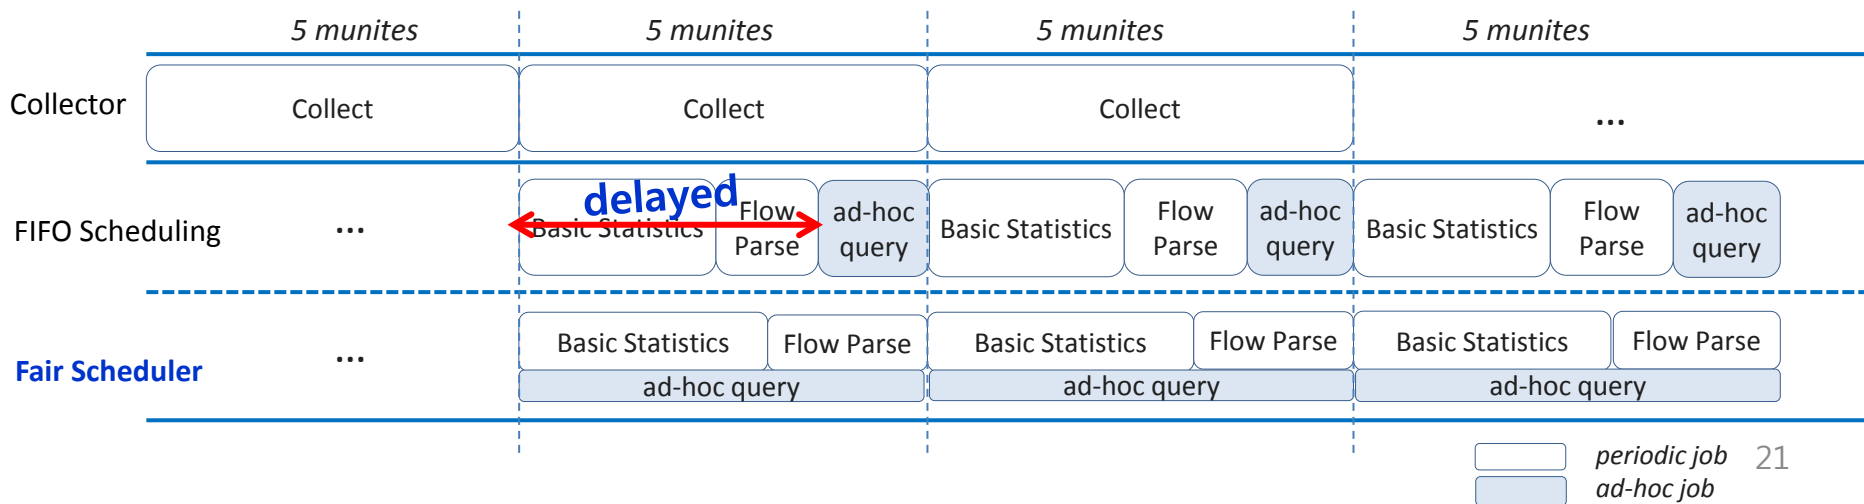 5 munites 5 munites 5 munites 5 munites
Collector Collect Collect Collect ...
FIFO Scheduling ... Basic Statistics Flow Parse ad-hoc query Basic Statistics Flow Parse ad-hoc query Basic Statistics Flow Parse ad-hoc query
delayed
Fair Scheduler ... Basic Statistics Flow Parse Basic Statistics Flow Parse Basic Statistics Flow Parse
ad-hoc query ad-hoc query ad-hoc query
periodic job 21
ad-hoc job